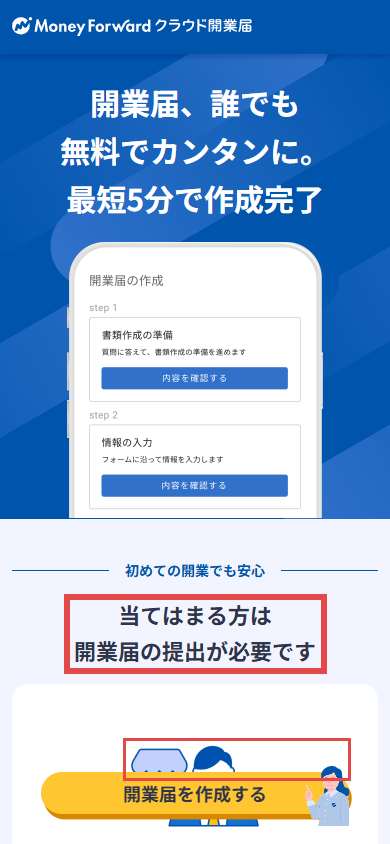 Money Forward クラウド開業届
開業届、誰でも
無料でカンタンに。
最短5分で作成完了
開業届の作成
step 1
書類作成の準備
質問に答えて、書類作成の準備を進めます
内容を確認する
step 2
情報の入力
フォームに沿って情報を入力します
内容を確認する
初めての開業でも安心
当てはまる方は
開業届の提出が必要です
開業届を作成する